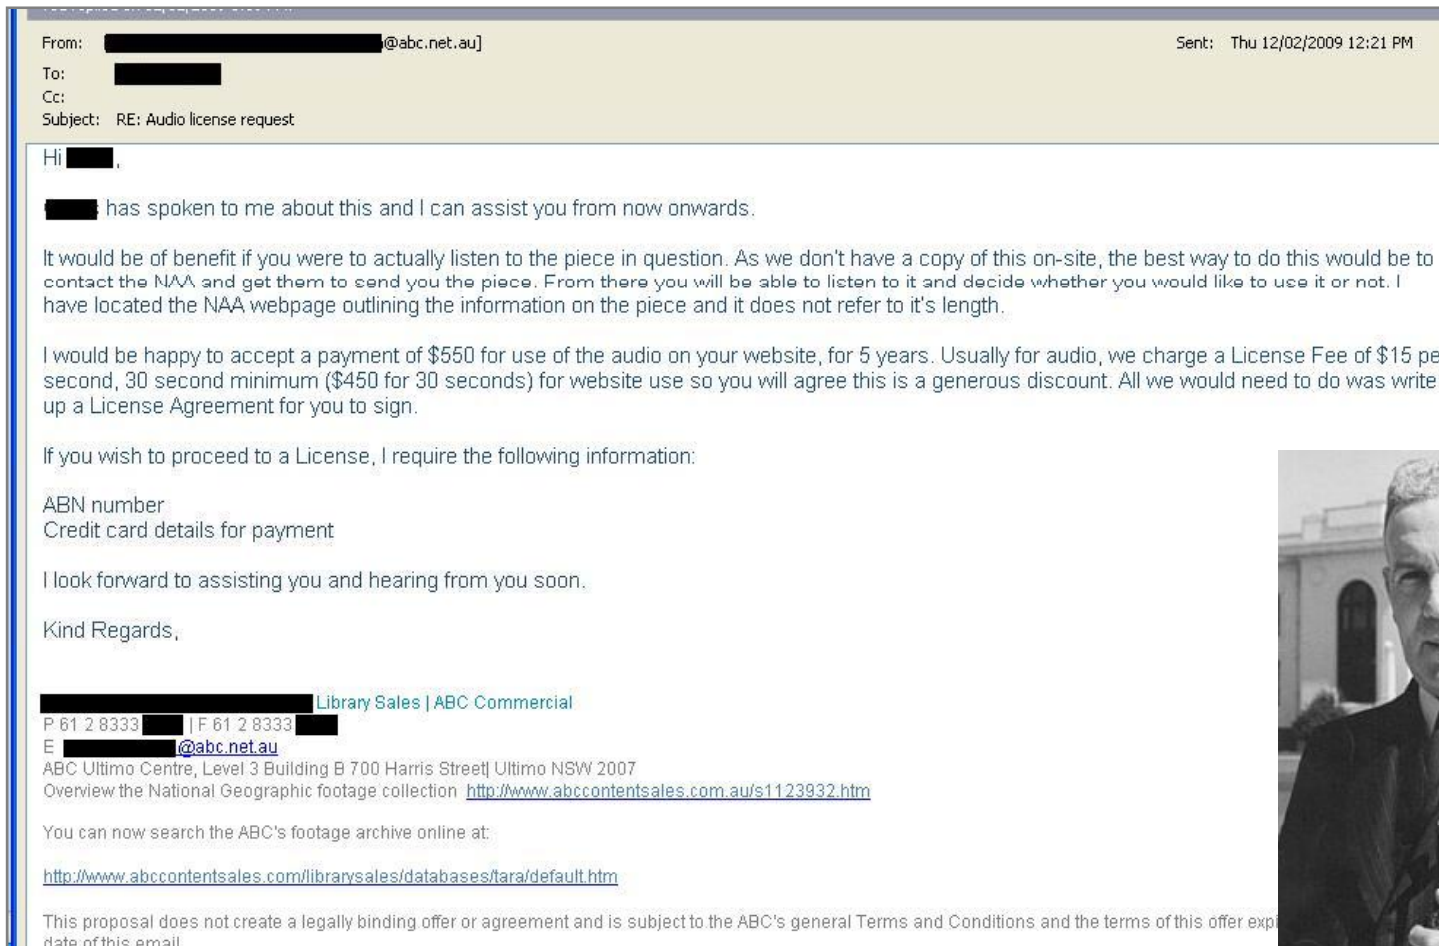 From: @abc.net.au]
Sent: Thu 12/02/2009 12:21 PM
To:
Cc:
Subject: RE: Audio license request
Hi ,
has spoken to me about this and I can assist you from now onwards.
It would be of benefit if you were to actually listen to the piece in question. As we don't have a copy of this on-site, the best way to do this would be to
contact the NAA and get them to send you the piece. From there you will be able to listen to it and decide whether you would like to use it or not. I
have located the NAA webpage outlining the information on the piece and it does not refer to it's length.
I would be happy to accept a payment of $550 for use of the audio on your website, for 5 years. Usually for audio, we charge a License Fee of $15 pe
second, 30 second minimum ($450 for 30 seconds) for website use so you will agree this is a generous discount. All we would need to do was write
up a License Agreement for you to sign.
If you wish to proceed to a License, I require the following information:
ABN number
Credit card details for payment
I look forward to assisting you and hearing from you soon.
Kind Regards,
Library Sales | ABC Commercial
P 61 2 8333 | F 61 2 8333
E @abc.net.au
ABC Ultimo Centre, Level 3 Building B 700 Harris Street| Ultimo NSW 2007
Overview the National Geographic footage collection http://www.abccontentsales.com.au/s1123932.htm
You can now search the ABC's footage archive online at:
http://www.abccontentsales.com/librarysales/databases/tara/default.htm
This proposal does not create a legally binding offer or agreement and is subject to the ABC's general Terms and Conditions and the terms of this offer expi
date of this email